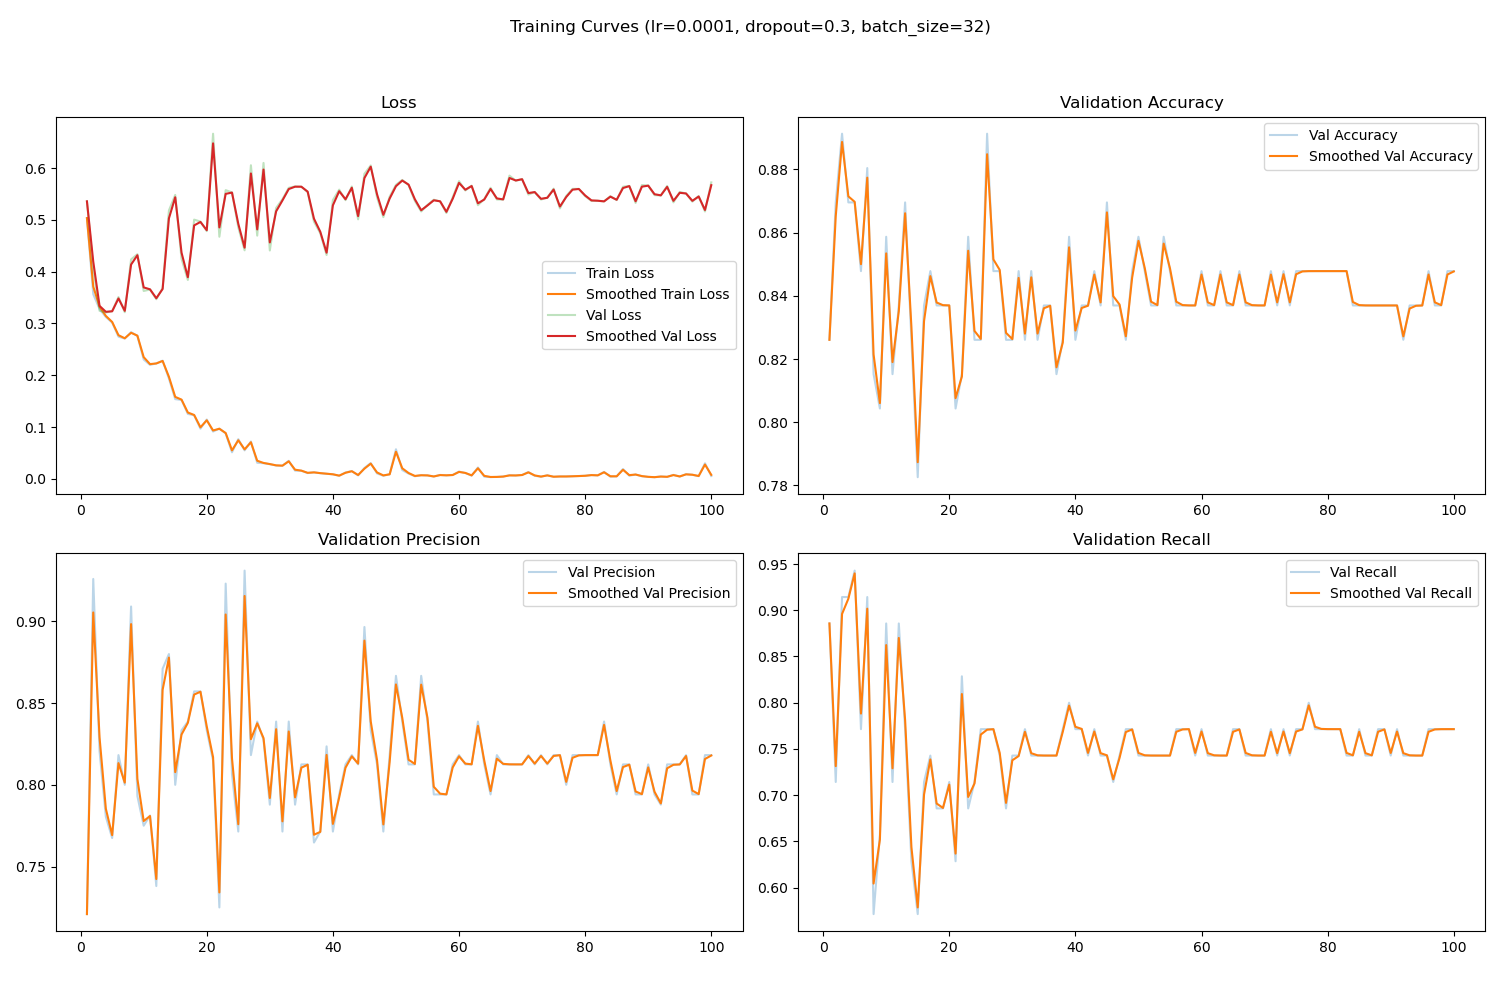 Training Curves (lr=0.0001, dropout=0.3, batch_size=32)
Loss
0.6
0.5
0.4
0.3
0.2
0.1
0.0
0 20 40 60 80 100
Train Loss
Smoothed Train Loss
Val Loss
Smoothed Val Loss
Validation Accuracy
0.88
0.86
0.84
0.82
0.80
0.78
0 20 40 60 80 100
Val Accuracy
Smoothed Val Accuracy
Validation Precision
0.90
0.85
0.80
0.75
0 20 40 60 80 100
Val Precision
Smoothed Val Precision
Validation Recall
0.95
0.90
0.85
0.80
0.75
0.70
0.65
0.60
0 20 40 60 80 100
Val Recall
Smoothed Val Recall